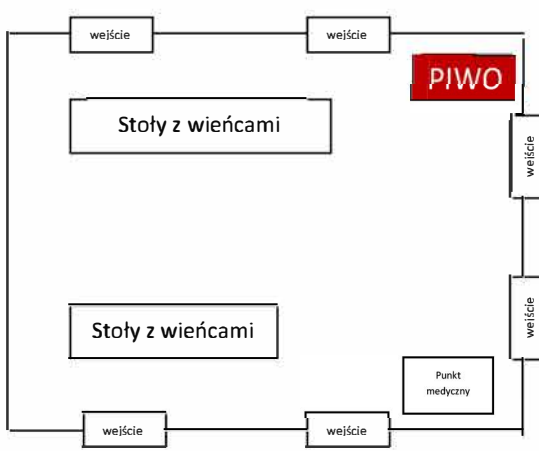 wejście
wejście
PIWO
Stoły z wieńcami
wejście
wejście
Stoły z wieńcami
Punkt
medyczny
wejście
wejście